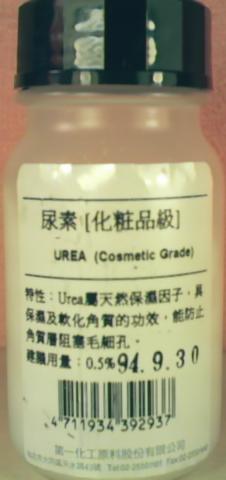 尿素 [化粧品級]
UREA (Cosmetic Grade)
特性：Urea屬天然保濕因子，具
保濕及軟化角質的功效，能防止
角質層阻塞毛細孔。
建議用量：0.5% 94.9.30
4711934392937
第一化工原料股份有限公司